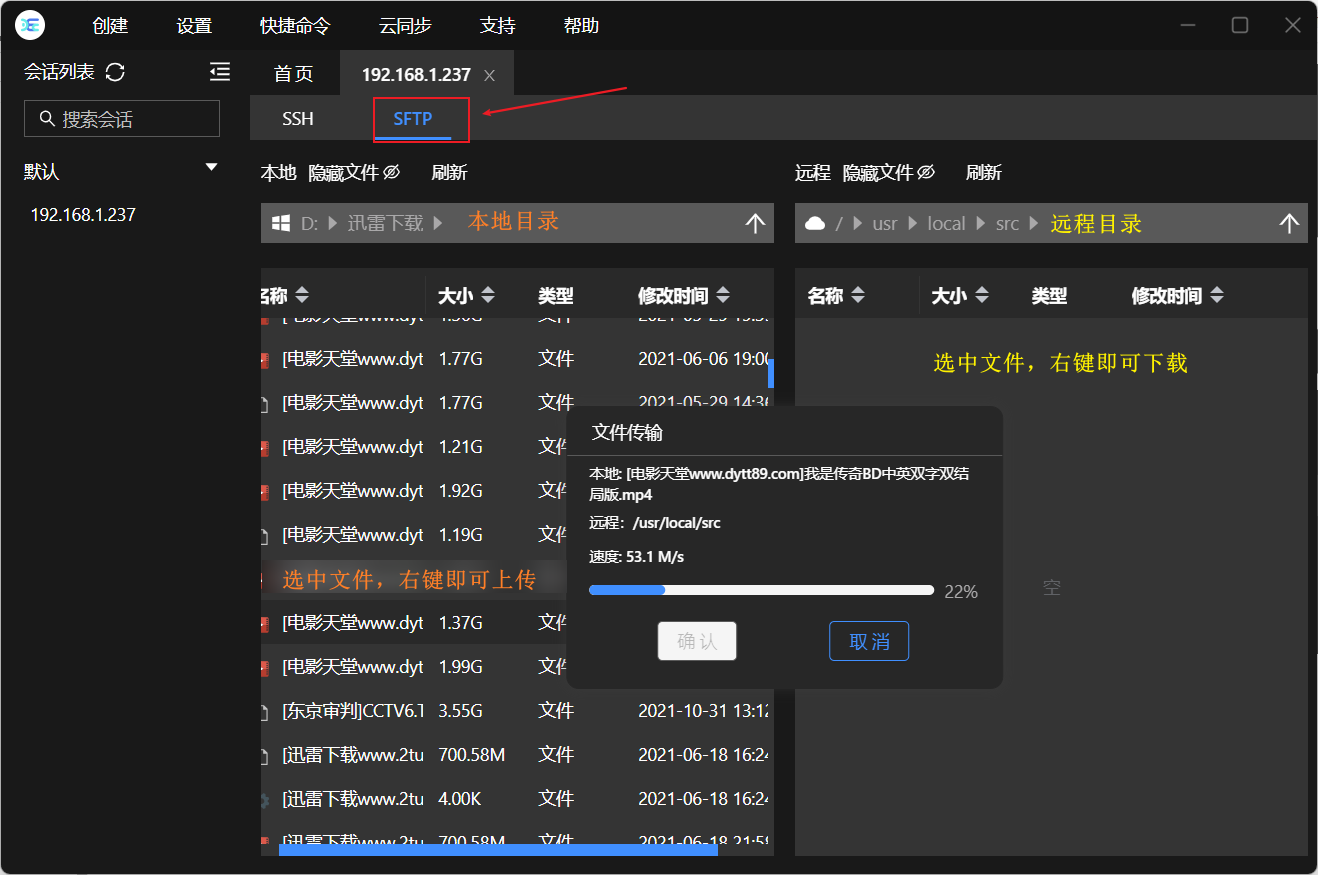 创建 设置 快捷命令 云同步 支持 帮助
会话列表
首页 192.168.1.237
搜索会话
SSH SFTP
默认
192.168.1.237
本地 隐藏文件 刷新
远程 隐藏文件 刷新
D: 迅雷下载 本地目录
/ usr local src 远程目录
名称 大小 类型 修改时间
名称 大小 类型 修改时间
[电影天堂www.dyt 1.77G 文件 2021-06-06 19:00
选中文件，右键即可下载
[电影天堂www.dyt 1.77G 文件 2021-05-29 14:36
[电影天堂www.dyt 1.21G 文件
[电影天堂www.dyt 1.92G 文件
[电影天堂www.dyt 1.19G 文件
选中文件，右键即可上传
[电影天堂www.dyt 1.37G 文件
[电影天堂www.dyt 1.99G 文件
[东京审判]CCTV6. 3.55G 文件 2021-10-31 13:12
[迅雷下载www.2tu 700.58M 文件 2021-06-18 16:24
[迅雷下载www.2tu 4.00K 文件 2021-06-18 16:24
[迅雷下载www.2tu 700.58M 文件 2021-06-18 21:5
文件传输
本地: [电影天堂www.dytt89.com]我是传奇BD中英双字双结
局版.mp4
远程: /usr/local/src
速度: 53.1 M/s
22%
确认 取消
空